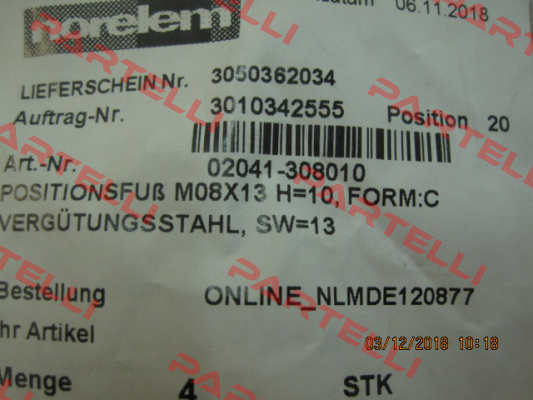 norelem
06.11.2018
LIEFERSCHEIN Nr. 3050362034
Auftrag-Nr. 3010342555 Position 20
Art.-Nr. 02041-308010
POSITIONSFUß M08X13 H=10, FORM:C
VERGÜTUNGSSTAHL, SW=13
Bestellung ONLINE_NLMDE120877
hr Artikel
Menge 4 STK
03/12/2018 10:18
PARTELLI